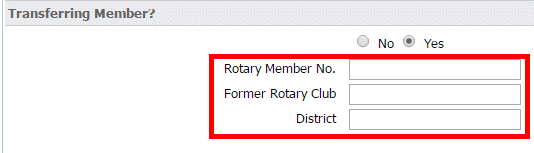 Transferring Member?
No Yes
Rotary Member No.
Former Rotary Club
District